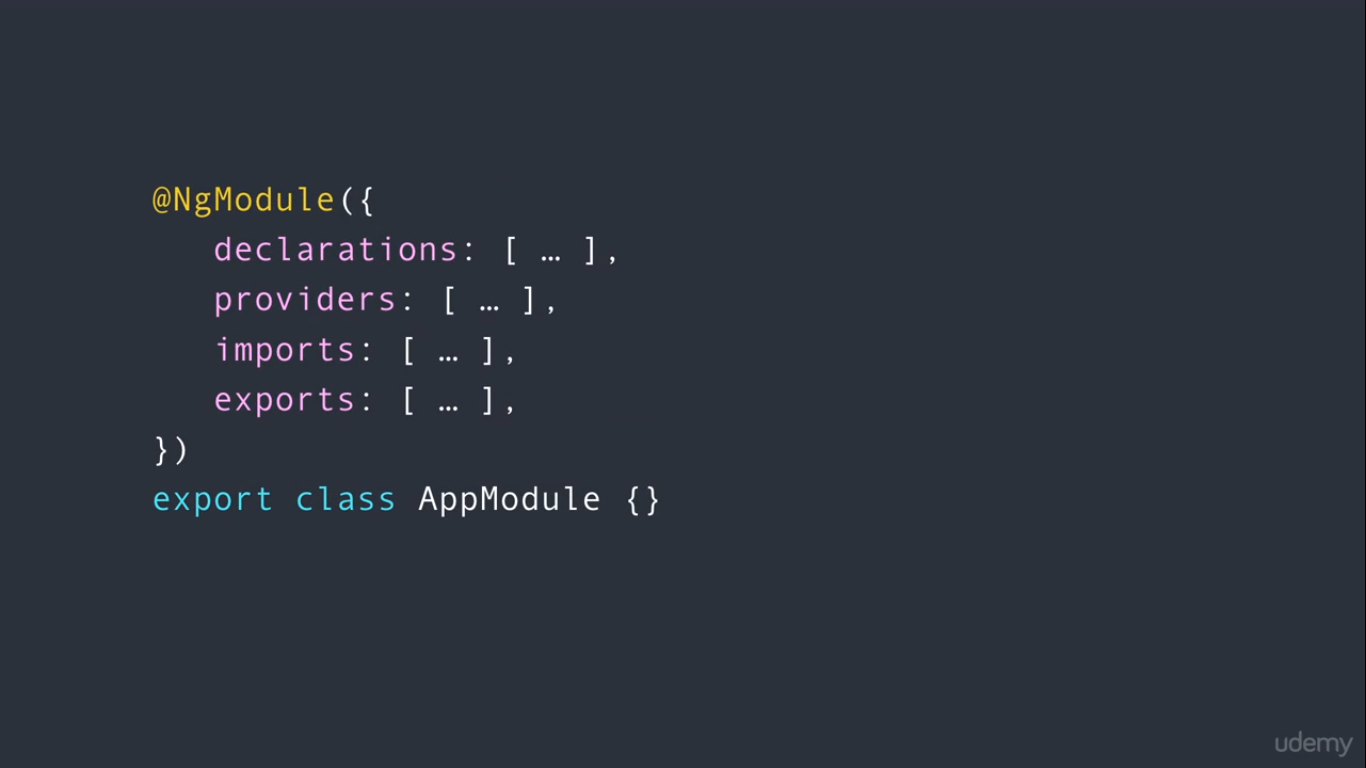 @NgModule({
   declarations: [ … ],
   providers: [ … ],
   imports: [ … ],
   exports: [ … ],
})
export class AppModule {}
udemy